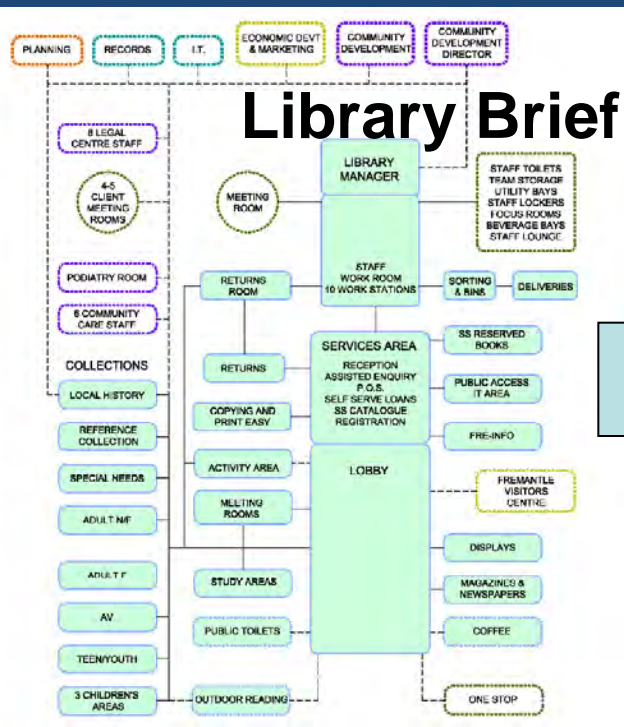 PLANNING
RECORDS
I.T.
ECONOMIC DEVT
& MARKETING
COMMUNITY
DEVELOPMENT
COMMUNITY
DEVELOPMENT
DIRECTOR
Library Brief
8 LEGAL
CENTRE STAFF
4-5
CLIENT
MEETING
ROOMS
PODIATRY ROOM
6 COMMUNITY
CARE STAFF
MEETING
ROOM
LIBRARY
MANAGER
STAFF
WORK ROOM
10 WORK STATIONS
STAFF TOILETS
TEAM STORAGE
UTILITY BAYS
STAFF LOCKERS
FOCUS ROOMS
BEVERAGE BAYS
STAFF LOUNGE
RETURNS
ROOM
SORTING
& BINS
DELIVERIES
COLLECTIONS
LOCAL HISTORY
REFERENCE
COLLECTION
SPECIAL NEEDS
ADULT N/F
ADULT F
AV
TEEN/YOUTH
3 CHILDREN'S
AREAS
RETURNS
COPYING AND
PRINT EASY
ACTIVITY AREA
MEETING
ROOMS
STUDY AREAS
PUBLIC TOILETS
OUTDOOR READING
SERVICES AREA
RECEPTION
ASSISTED ENQUIRY
P.O.S.
SELF SERVE LOANS
SS CATALOGUE
REGISTRATION
LOBBY
SS RESERVED
BOOKS
PUBLIC ACCESS
IT AREA
FRE-INFO
FREMANTLE
VISITORS
CENTRE
DISPLAYS
MAGAZINES &
NEWSPAPERS
COFFEE
ONE STOP